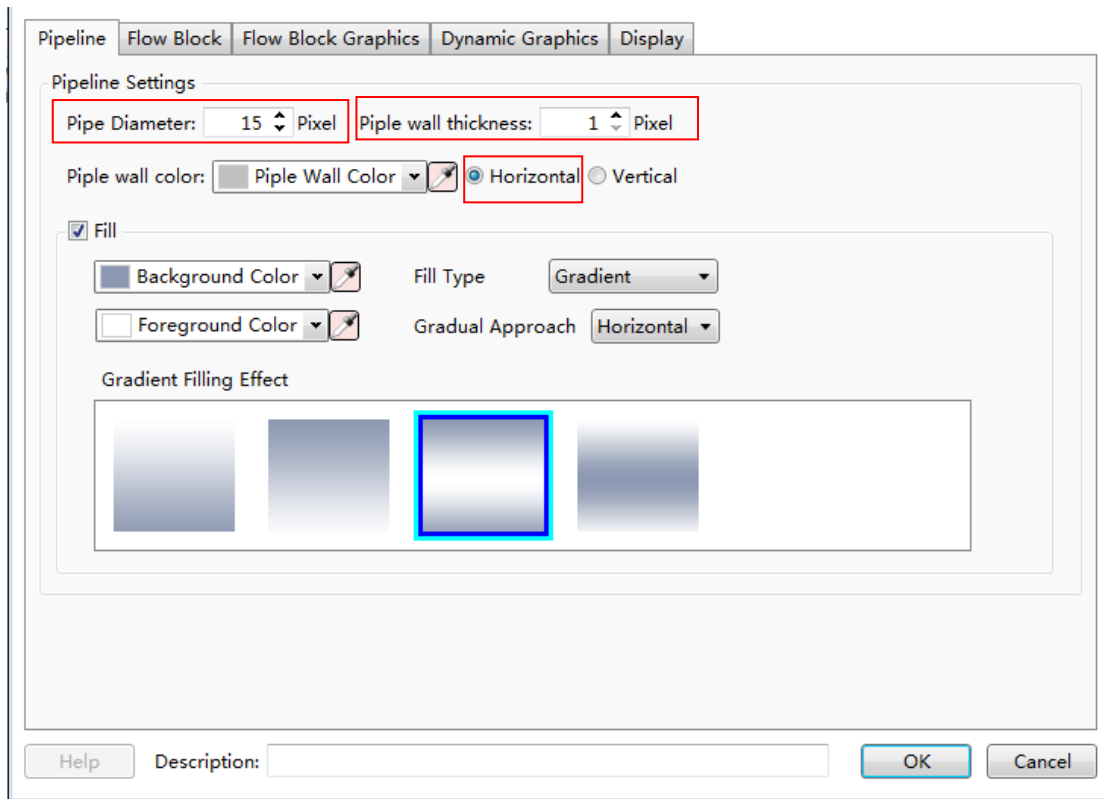 Pipeline Flow Block Flow Block Graphics Dynamic Graphics Display
Pipeline Settings
Pipe Diameter: 15 Pixel Piple wall thickness: 1 Pixel
Piple wall color: Piple Wall Color Horizontal Vertical
Fill
Background Color Fill Type Gradient
Foreground Color Gradual Approach Horizontal
Gradient Filling Effect
Help Description: OK Cancel